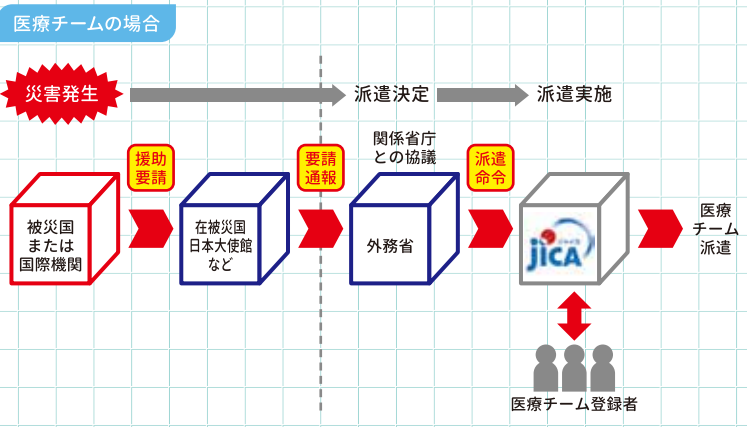 医療チームの場合
災害発生
派遣決定
派遣実施
関係省庁
との協議
援助
要請
要請
通報
派遣
命令
被災国
または
国際機関
在被災国
日本大使館
など
外務省
jICA
医療
チーム
派遣
医療チーム登録者